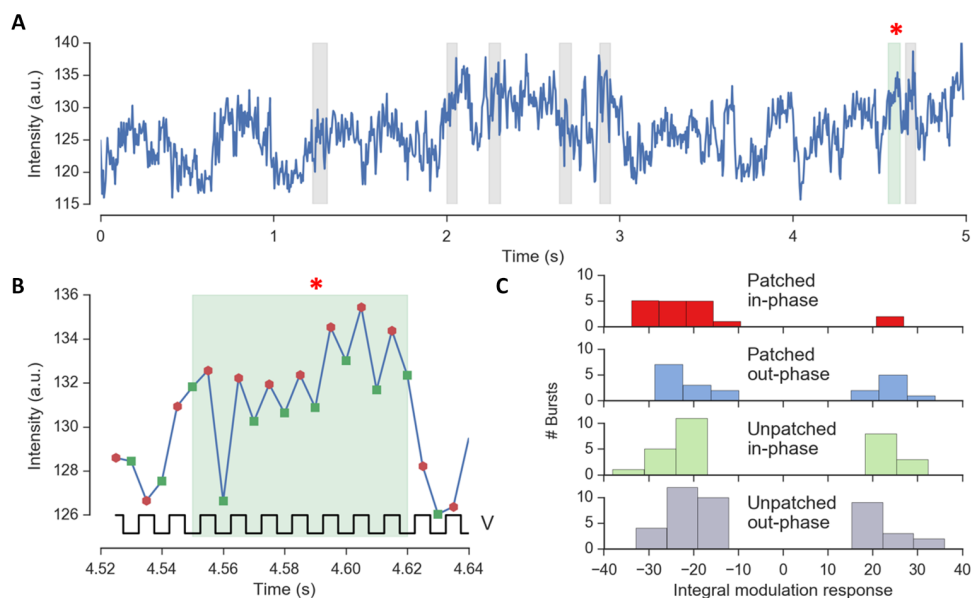 A
*
Intensity (a.u.)
140
135
130
125
120
115
0 1 2 3 4 5
Time (s)
B
*
Intensity (a.u.)
136
134
132
130
128
126
V
4.52 4.54 4.56 4.58 4.60 4.62 4.64
Time (s)
C
# Bursts
10
5
0
Patched
in-phase
10
5
0
Patched
out-phase
10
5
0
Unpatched
in-phase
10
5
0
Unpatched
out-phase
−40 −30 −20 −10 0 10 20 30 40
Integral modulation response